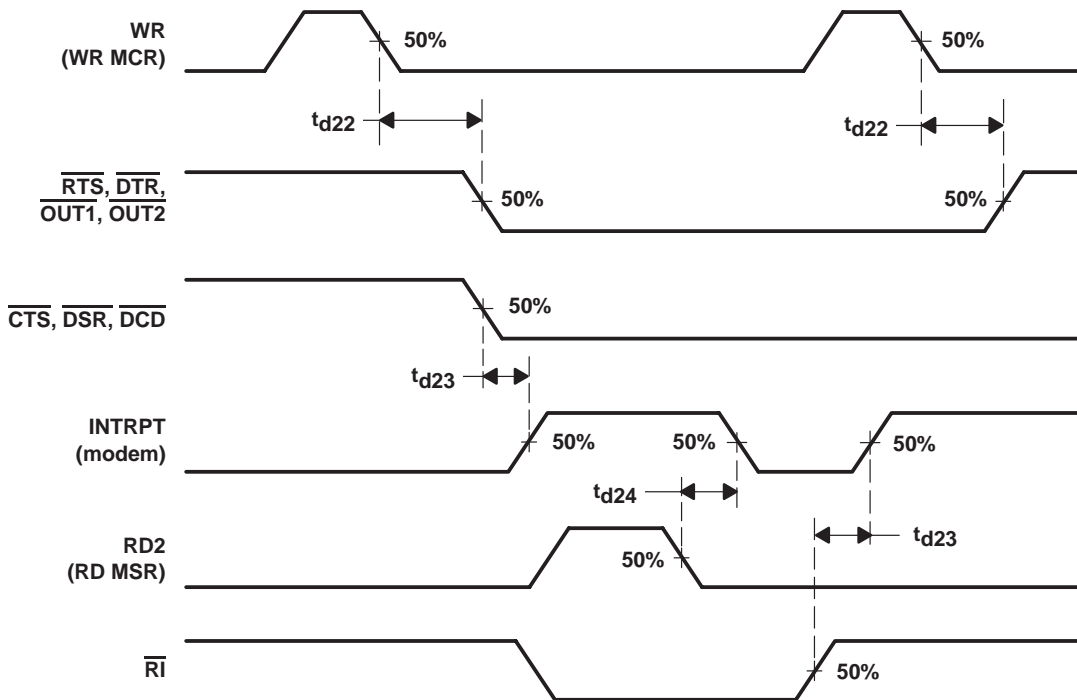 WR
(WR MCR)
50%
50%
td22
td22
RTS, DTR,
OUT1, OUT2
50%
50%
CTS, DSR, DCD
50%
td23
INTRPT
(modem)
50%
50%
50%
td24
td23
RD2
(RD MSR)
50%
RI
50%